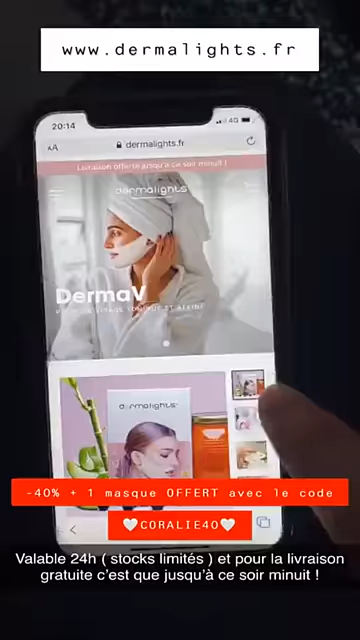 www.dermalights.fr
20:14
4G
AA
dermalights.fr
Livraison offerte jusqu'à ce soir minuit !
dermalights
DermaV
dermalights
-40% + 1 masque OFFERT avec le code
🤍CORALIE40🤍
Valable 24h ( stocks limités ) et pour la livraison
gratuite c'est que jusqu'à ce soir minuit !